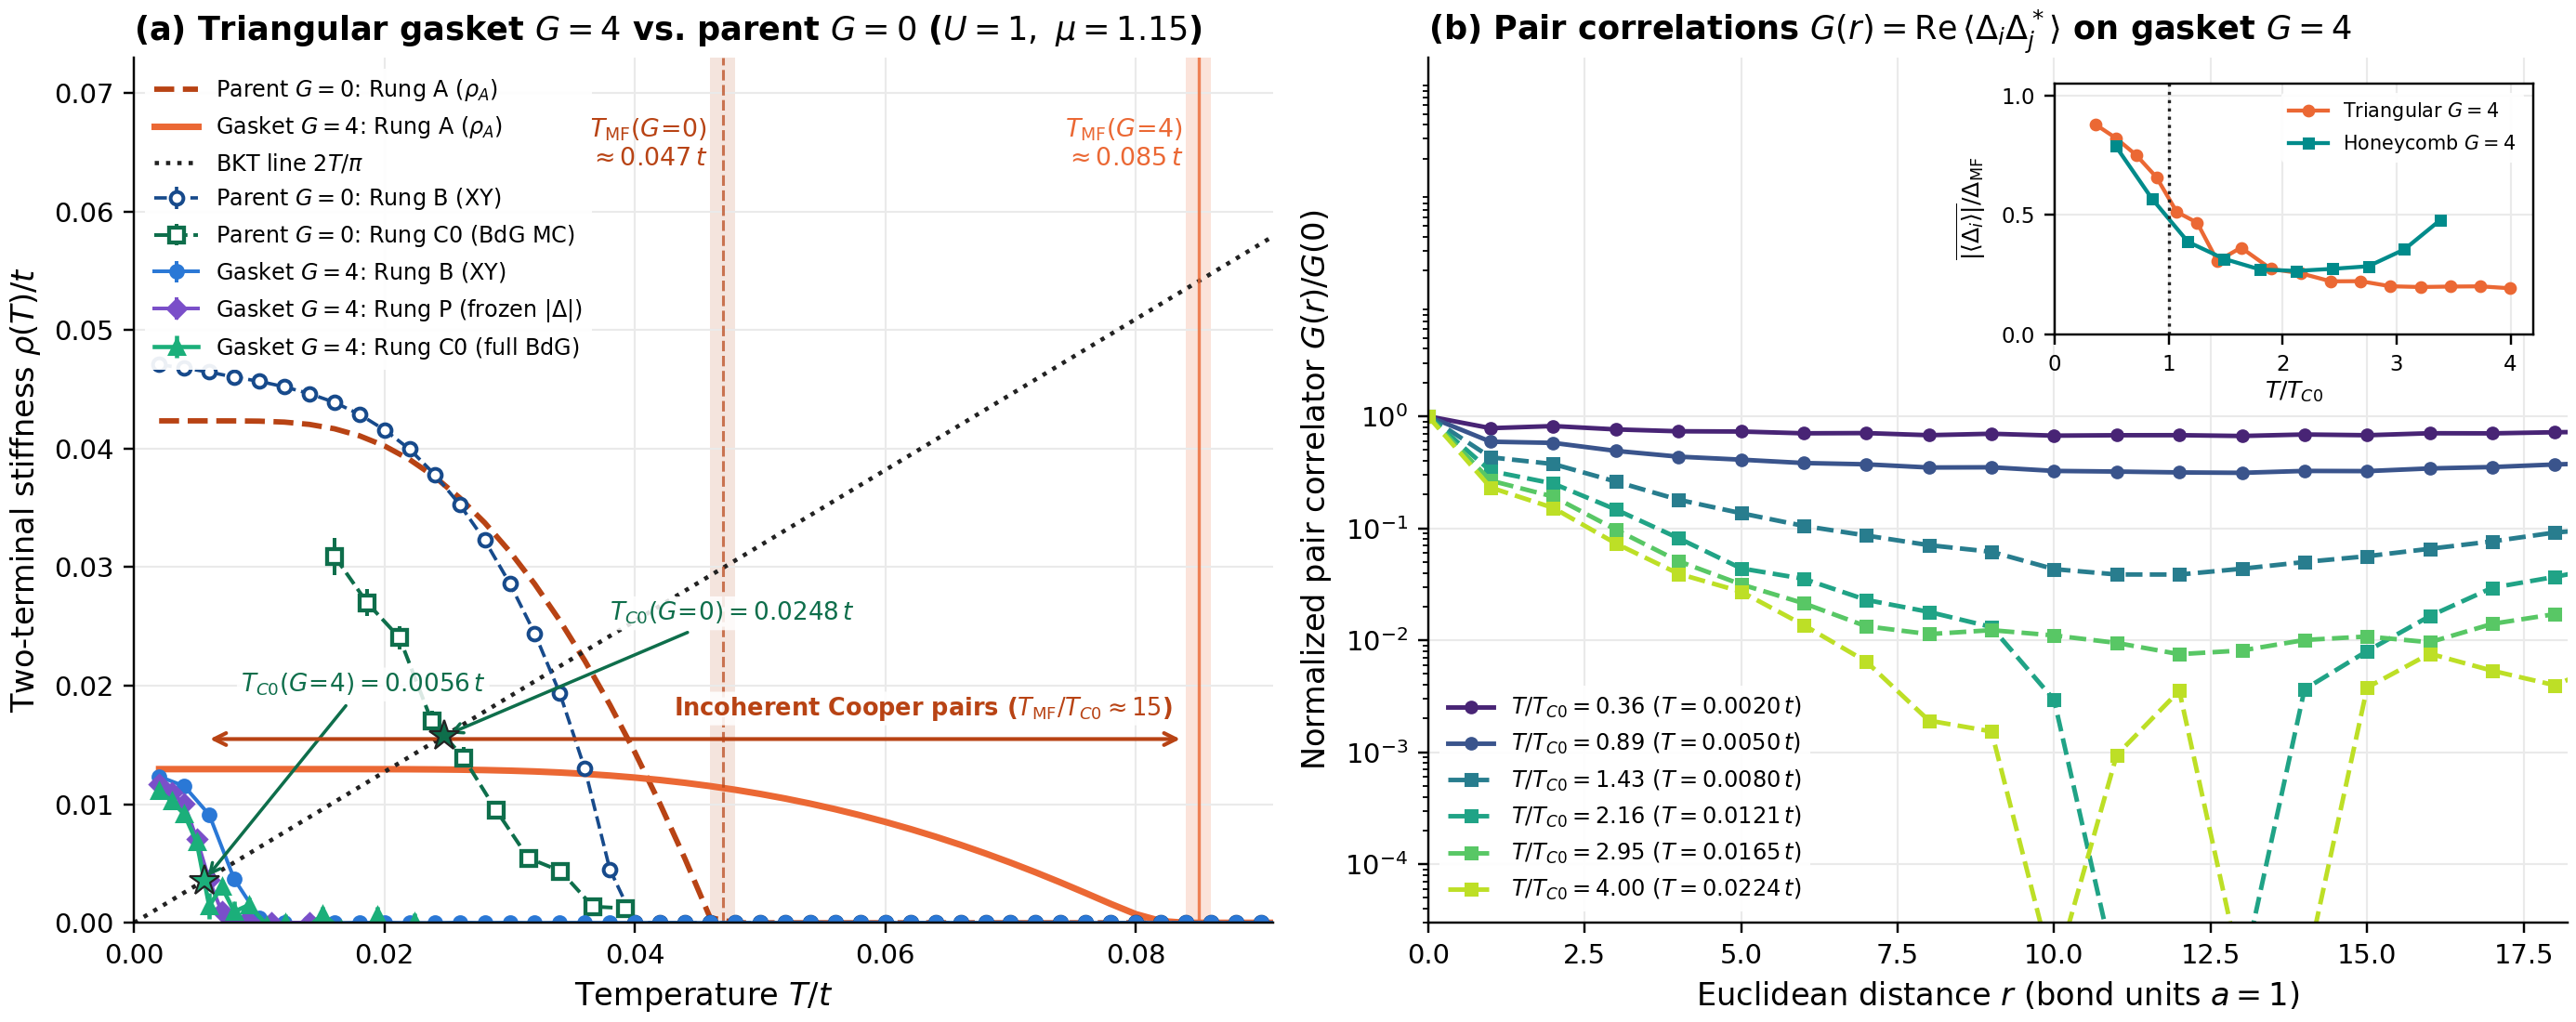 (a) Triangular gasket G = 4 vs. parent G = 0 (U = 1, μ = 1.15)
Two-terminal stiffness ρ(T)/t
0.07
0.06
0.05
0.04
0.03
0.02
0.01
0.00
Parent G = 0: Rung A (ρ_A)
Gasket G = 4: Rung A (ρ_A)
BKT line 2T/π
Parent G = 0: Rung B (XY)
Parent G = 0: Rung C0 (BdG MC)
Gasket G = 4: Rung B (XY)
Gasket G = 4: Rung P (frozen |Δ|)
Gasket G = 4: Rung C0 (full BdG)
T_MF(G=0)
≈0.047 t
T_MF(G=4)
≈0.085 t
T_C0(G=0) = 0.0248 t
T_C0(G=4) = 0.0056 t
Incoherent Cooper pairs (T_MF/T_C0 ≈ 15)
0.00 0.02 0.04 0.06 0.08
Temperature T/t
(b) Pair correlations G(r) = Re⟨Δ_iΔ_j^*⟩ on gasket G = 4
Normalized pair correlator G(r)/G(0)
10^0
10^−1
10^−2
10^−3
10^−4
1.0
0.5
0.0
|⟨Δ_i⟩|/Δ_MF
Triangular G = 4
Honeycomb G = 4
0 1 2 3 4
T/T_C0
T/T_C0 = 0.36 (T = 0.0020 t)
T/T_C0 = 0.89 (T = 0.0050 t)
T/T_C0 = 1.43 (T = 0.0080 t)
T/T_C0 = 2.16 (T = 0.0121 t)
T/T_C0 = 2.95 (T = 0.0165 t)
T/T_C0 = 4.00 (T = 0.0224 t)
0.0 2.5 5.0 7.5 10.0 12.5 15.0 17.5
Euclidean distance r (bond units a = 1)